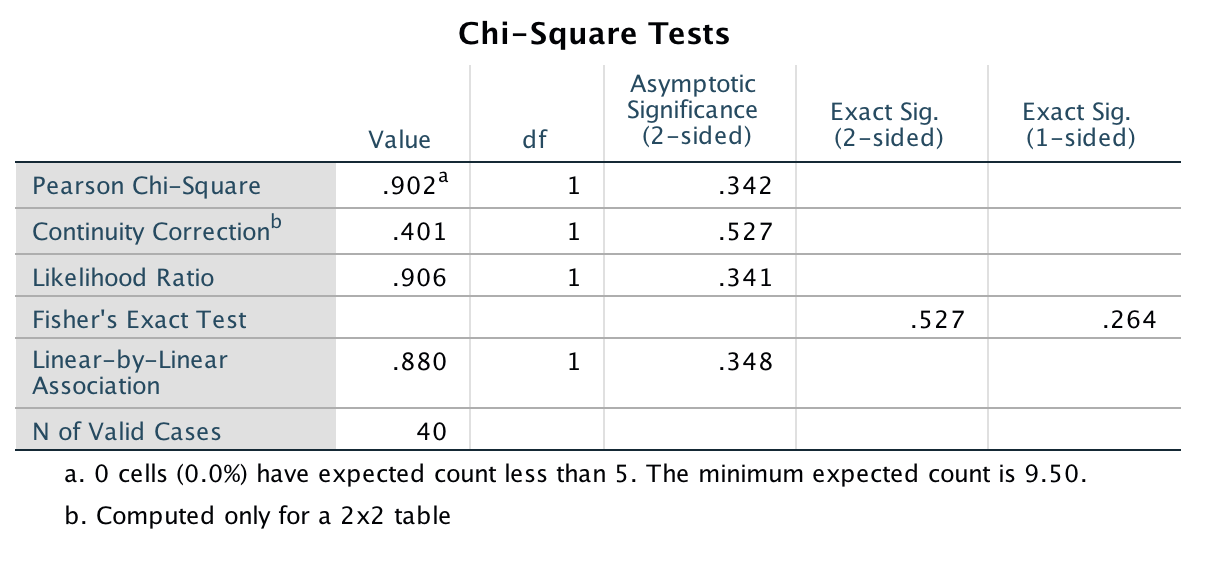 Chi-Square Tests
Value df Asymptotic Significance (2-sided) Exact Sig. (2-sided) Exact Sig. (1-sided)
Pearson Chi-Square .902a 1 .342
Continuity Correctionb .401 1 .527
Likelihood Ratio .906 1 .341
Fisher's Exact Test .527 .264
Linear-by-Linear Association .880 1 .348
N of Valid Cases 40
a. 0 cells (0.0%) have expected count less than 5. The minimum expected count is 9.50.
b. Computed only for a 2x2 table